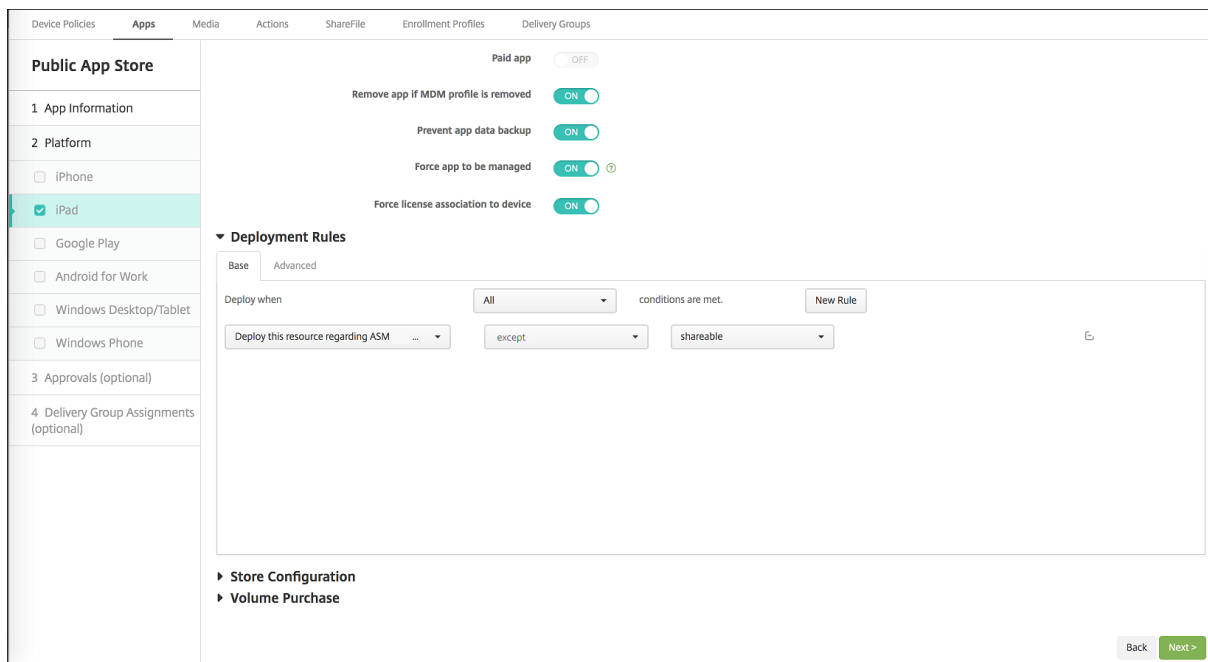 Device Policies Apps Media Actions ShareFile Enrollment Profiles Delivery Groups
Public App Store
1 App Information
2 Platform
iPhone
iPad
Google Play
Android for Work
Windows Desktop/Tablet
Windows Phone
3 Approvals (optional)
4 Delivery Group Assignments
(optional)
Paid app OFF
Remove app if MDM profile is removed ON
Prevent app data backup ON
Force app to be managed ON ?
Force license association to device ON
Deployment Rules
Base Advanced
Deploy when All conditions are met. New Rule
Deploy this resource regarding ASM ... except shareable
Store Configuration
Volume Purchase
Back Next >